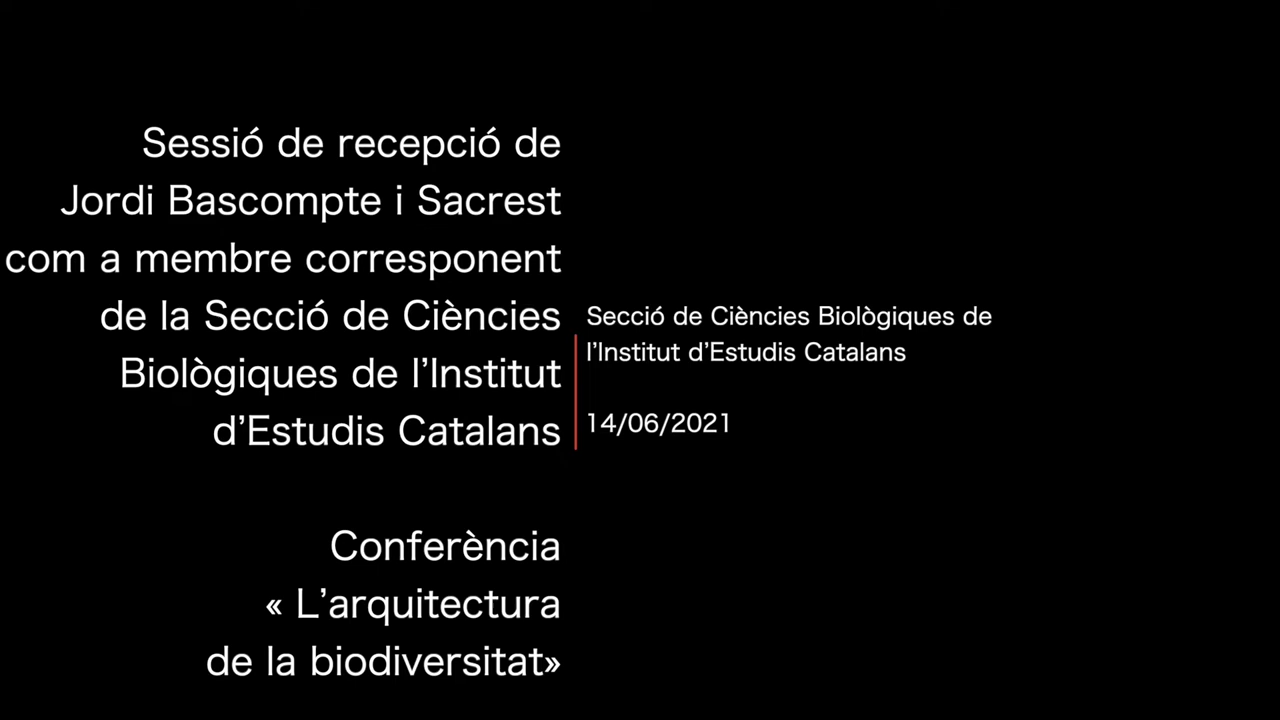 Sessió de recepció de
Jordi Bascompte i Sacrest
com a membre corresponent
de la Secció de Ciències
Biològiques de l’Institut
d’Estudis Catalans
Conferència
« L’arquitectura
de la biodiversitat»
Secció de Ciències Biològiques de
l’Institut d’Estudis Catalans
14/06/2021